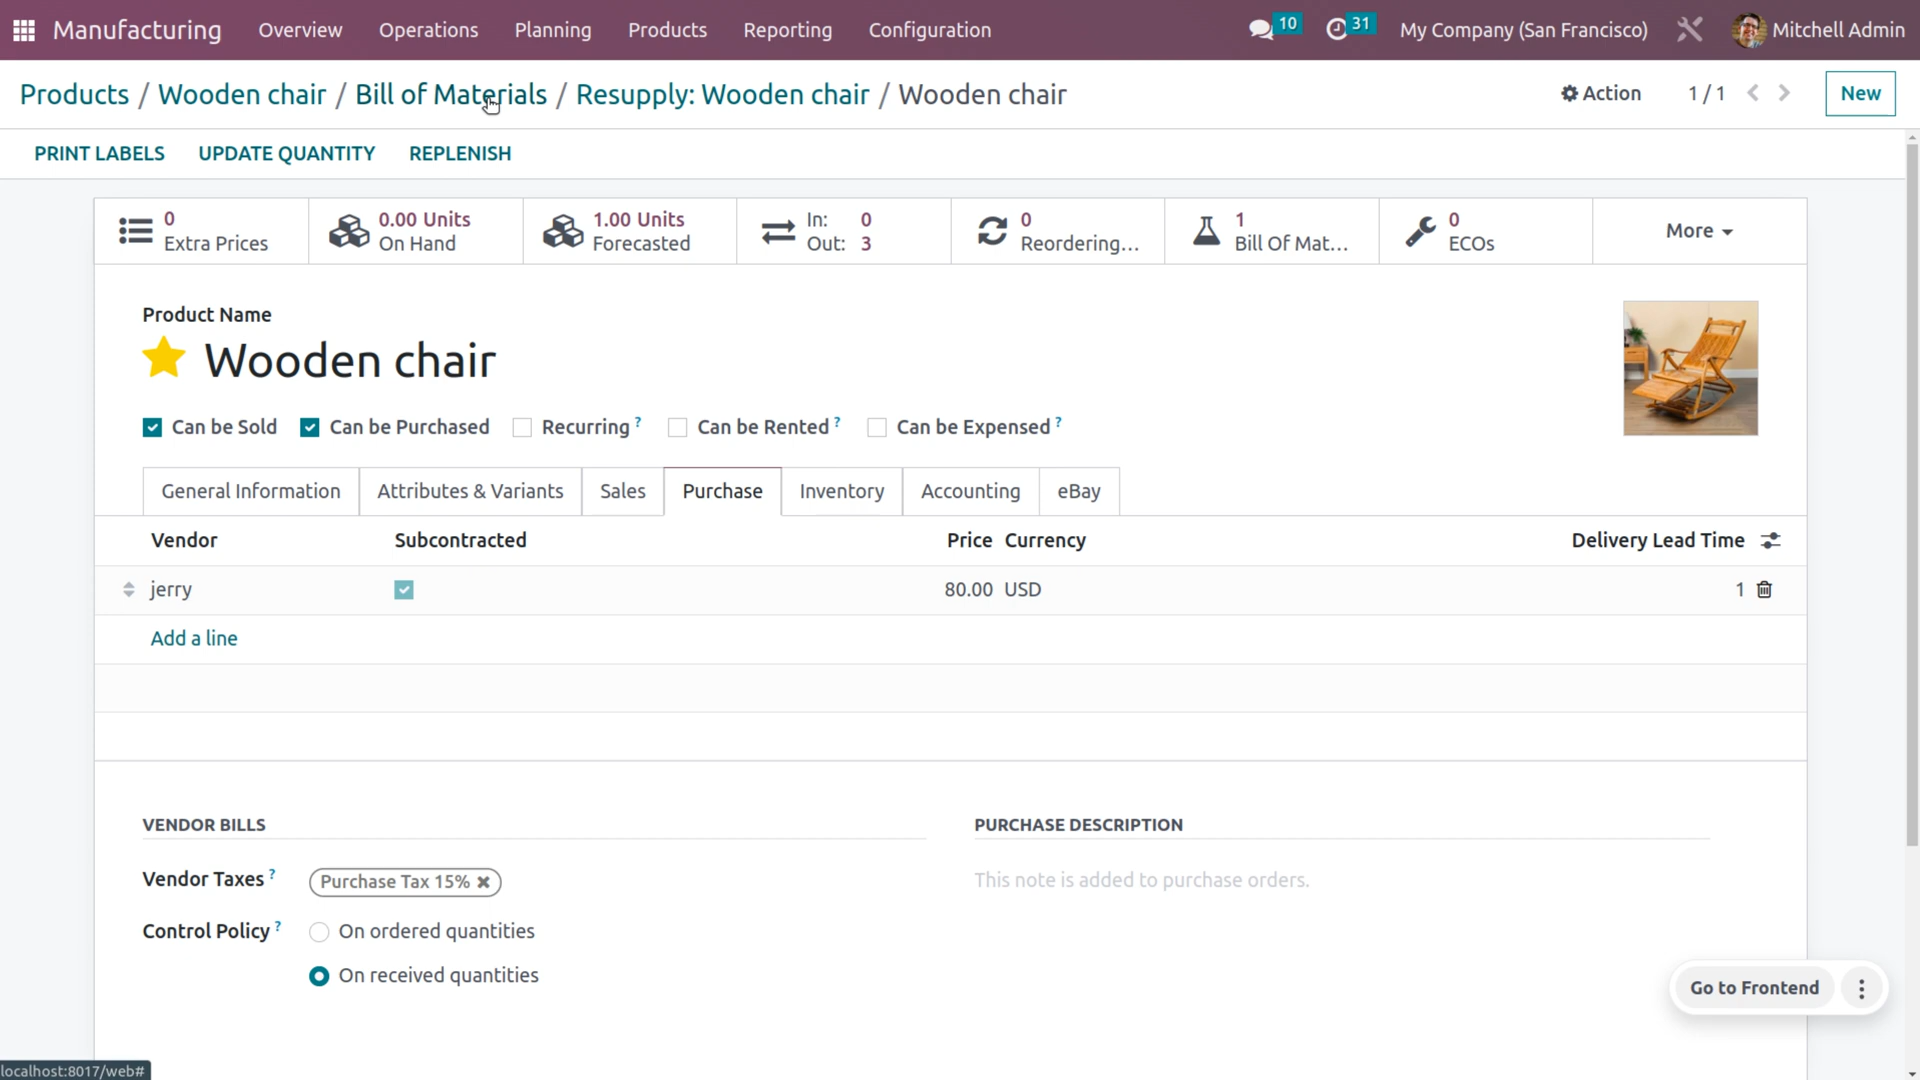 Manufacturing Overview Operations Planning Products Reporting Configuration 10 31 My Company (San Francisco) Mitchell Admin
Products / Wooden chair / Bill of Materials / Resupply: Wooden chair / Wooden chair Action 1 / 1 New
PRINT LABELS UPDATE QUANTITY REPLENISH
0 Extra Prices
0.00 Units On Hand
1.00 Units Forecasted
In: 0
Out: 3
0 Reordering...
1 Bill Of Mat...
0 ECOs
More
Product Name
Wooden chair
Can be Sold Can be Purchased Recurring ? Can be Rented ? Can be Expensed ?
General Information Attributes & Variants Sales Purchase Inventory Accounting eBay
Vendor Subcontracted Price Currency Delivery Lead Time
jerry 80.00 USD 1
Add a line
VENDOR BILLS PURCHASE DESCRIPTION
Vendor Taxes ? Purchase Tax 15% This note is added to purchase orders.
Control Policy ? On ordered quantities
On received quantities
Go to Frontend
localhost:8017/web#